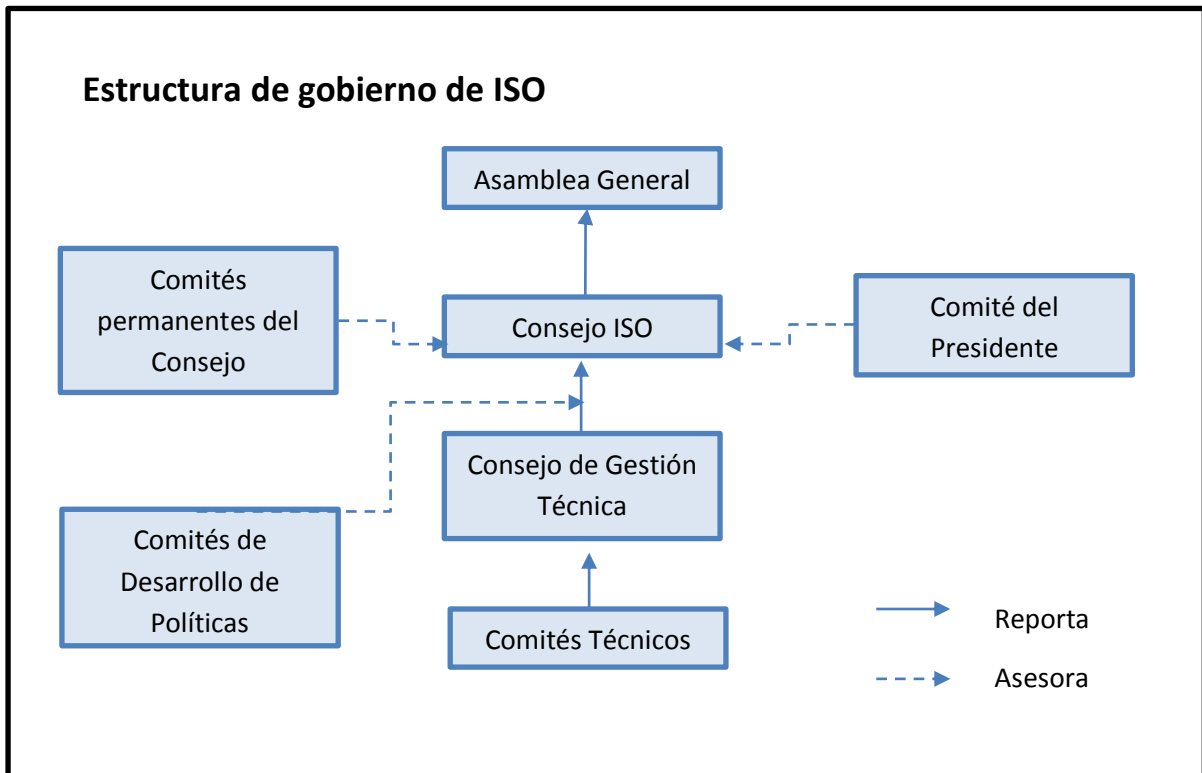 Estructura de gobierno de ISO
Asamblea General
Comités
permanentes del
Consejo
Consejo ISO
Comité del
Presidente
Consejo de Gestión
Técnica
Comités de
Desarrollo de
Políticas
Comités Técnicos
Reporta
Asesora